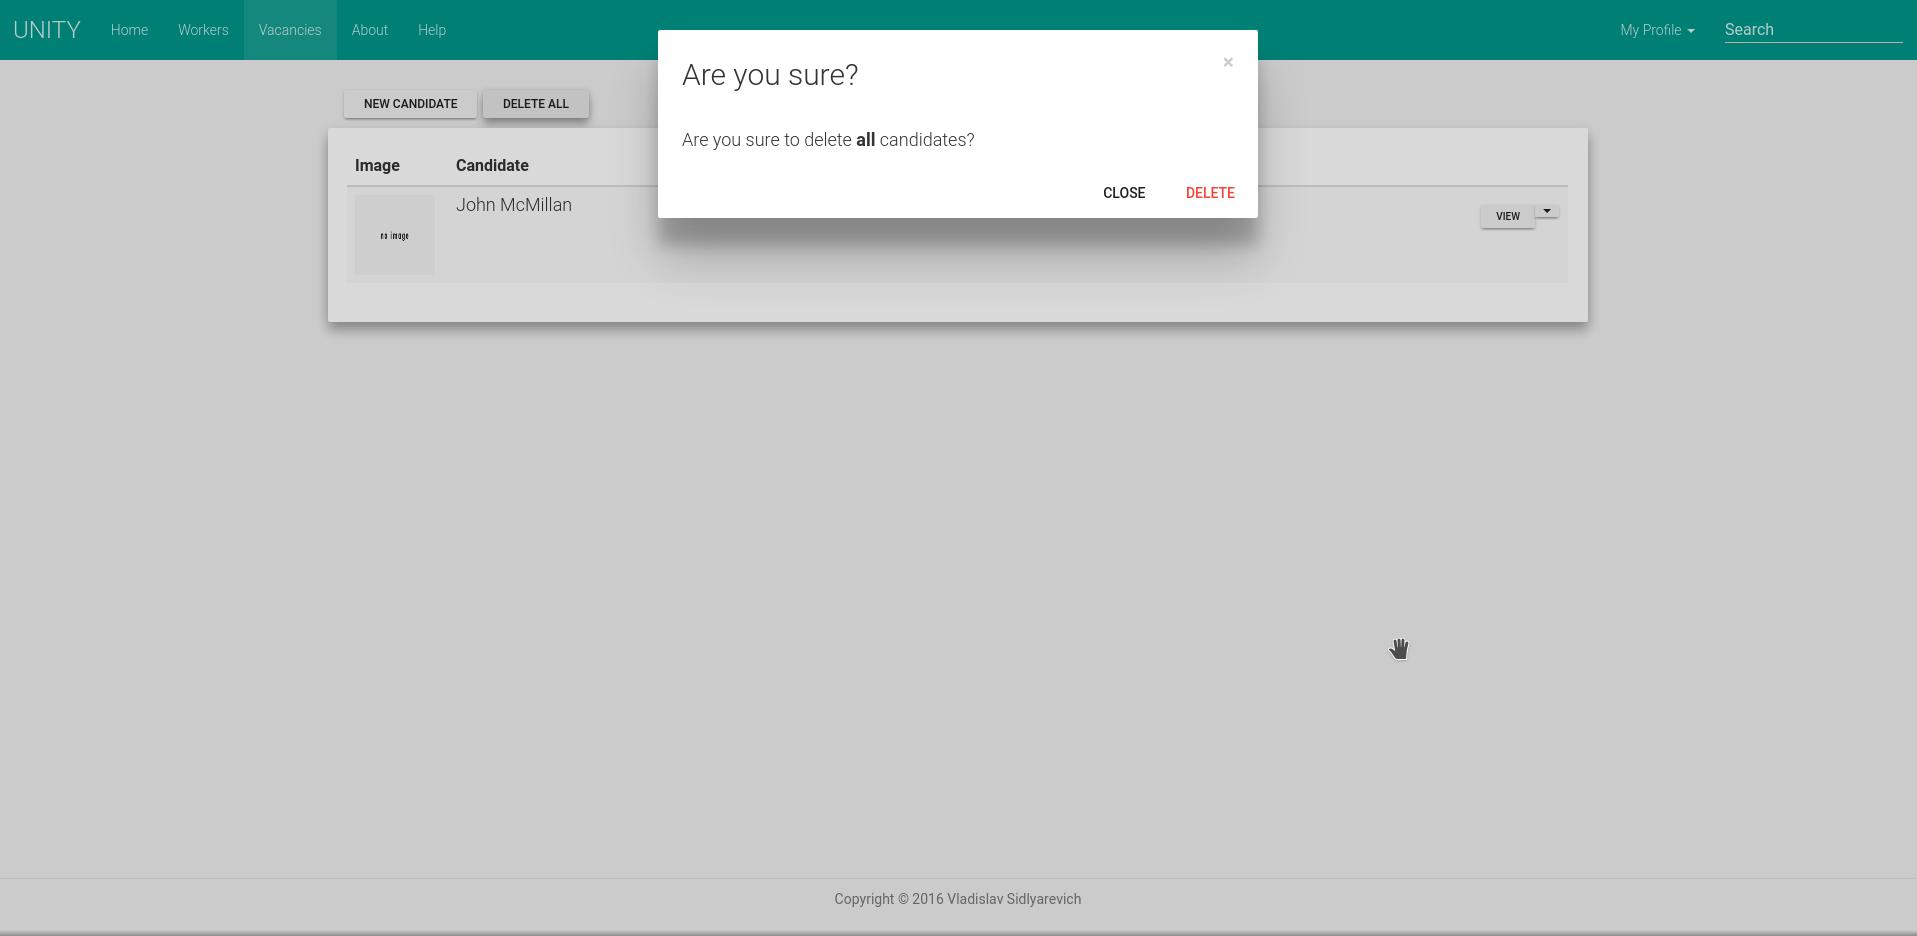 UNITY Home Workers Vacancies About Help My Profile Search
Are you sure? ×
Are you sure to delete all candidates?
CLOSE DELETE
NEW CANDIDATE DELETE ALL
Image Candidate
John McMillan
no image
VIEW
Copyright © 2016 Vladislav Sidlyarevich